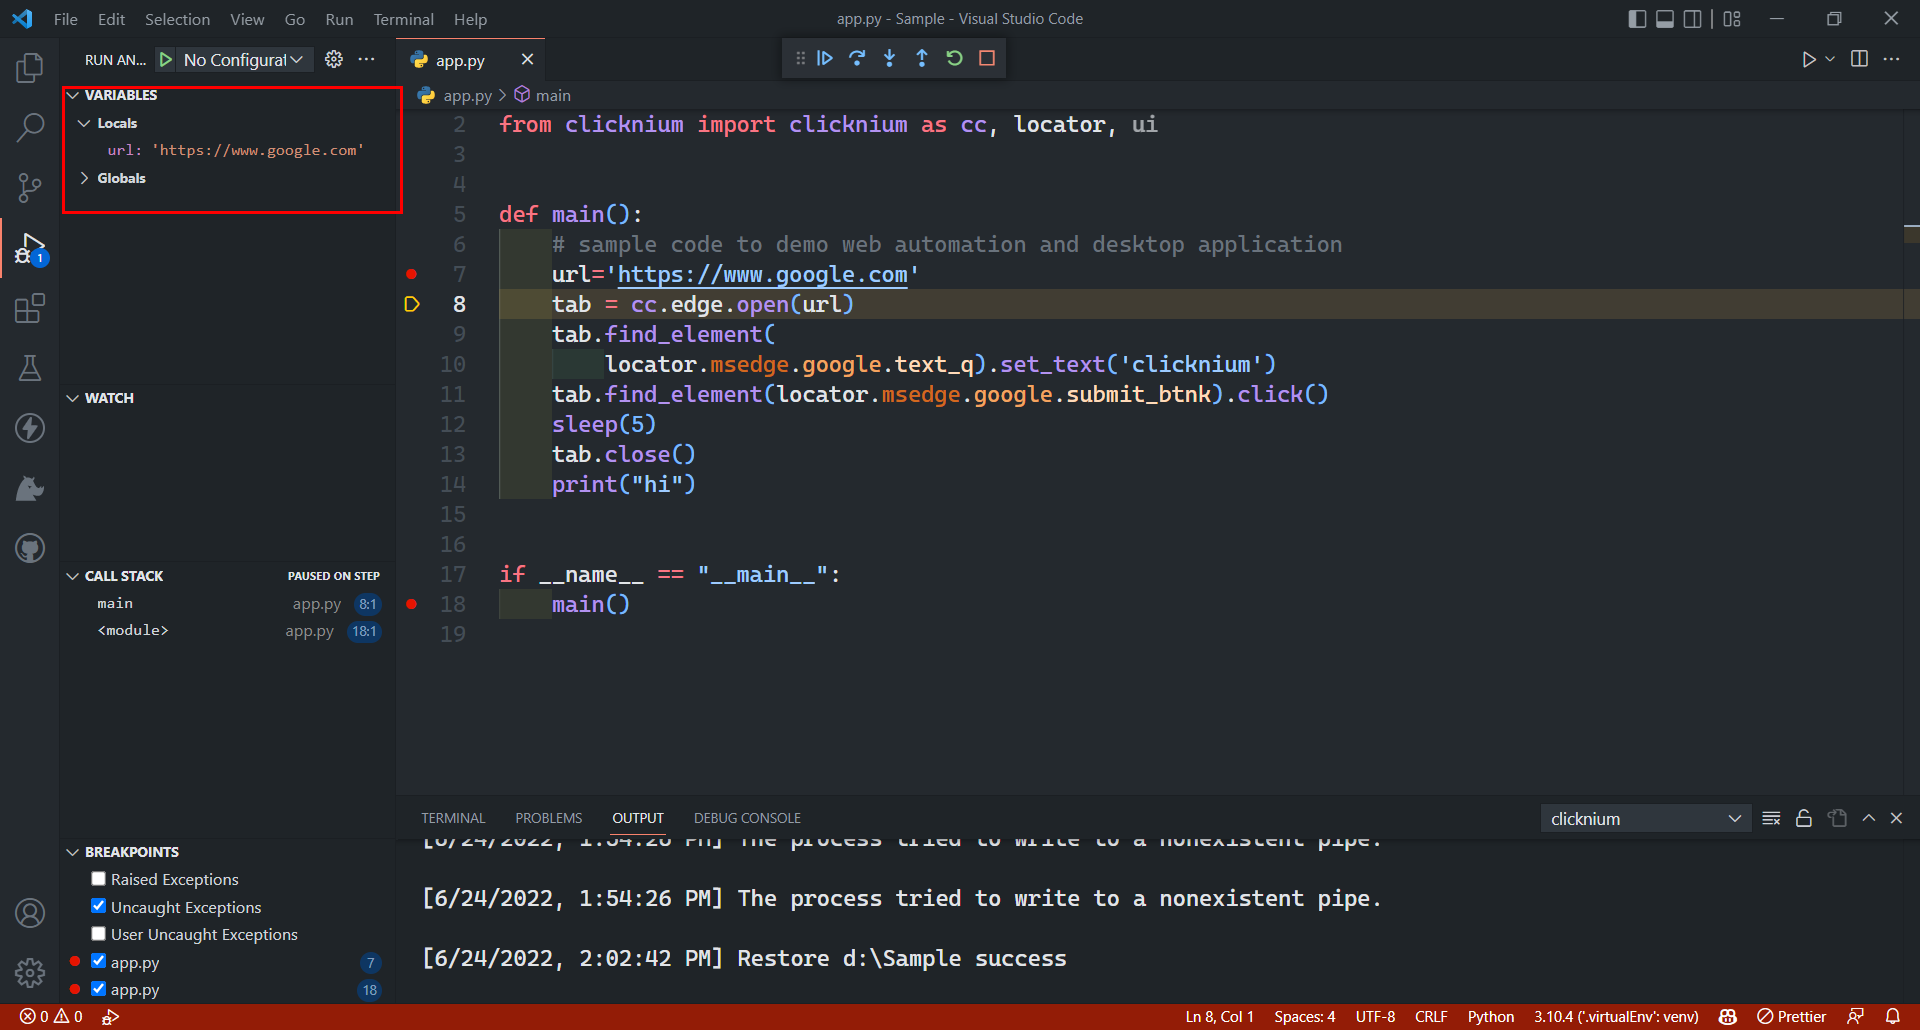 File Edit Selection View Go Run Terminal Help
app.py - Sample - Visual Studio Code
RUN AN... No Configurat
app.py
app.py > main
VARIABLES
Locals
url: 'https://www.google.com'
Globals
WATCH
CALL STACK PAUSED ON STEP
main app.py 8:1
<module> app.py 18:1
BREAKPOINTS
Raised Exceptions
Uncaught Exceptions
User Uncaught Exceptions
app.py 7
app.py 18
1
2 from clicknium import clicknium as cc, locator, ui
3
4
5 def main():
6 # sample code to demo web automation and desktop application
7 url='https://www.google.com'
8 tab = cc.edge.open(url)
9 tab.find_element(
10 locator.msedge.google.text_q).set_text('clicknium')
11 tab.find_element(locator.msedge.google.submit_btnk).click()
12 sleep(5)
13 tab.close()
14 print("hi")
15
16
17 if __name__ == "__main__":
18 main()
19
TERMINAL PROBLEMS OUTPUT DEBUG CONSOLE clicknium
[6/24/2022, 1:54:26 PM] The process tried to write to a nonexistent pipe.
[6/24/2022, 1:54:26 PM] The process tried to write to a nonexistent pipe.
[6/24/2022, 2:02:42 PM] Restore d:\Sample success
0 0 Ln 8, Col 1 Spaces: 4 UTF-8 CRLF Python 3.10.4 ('.virtualEnv': venv) Prettier